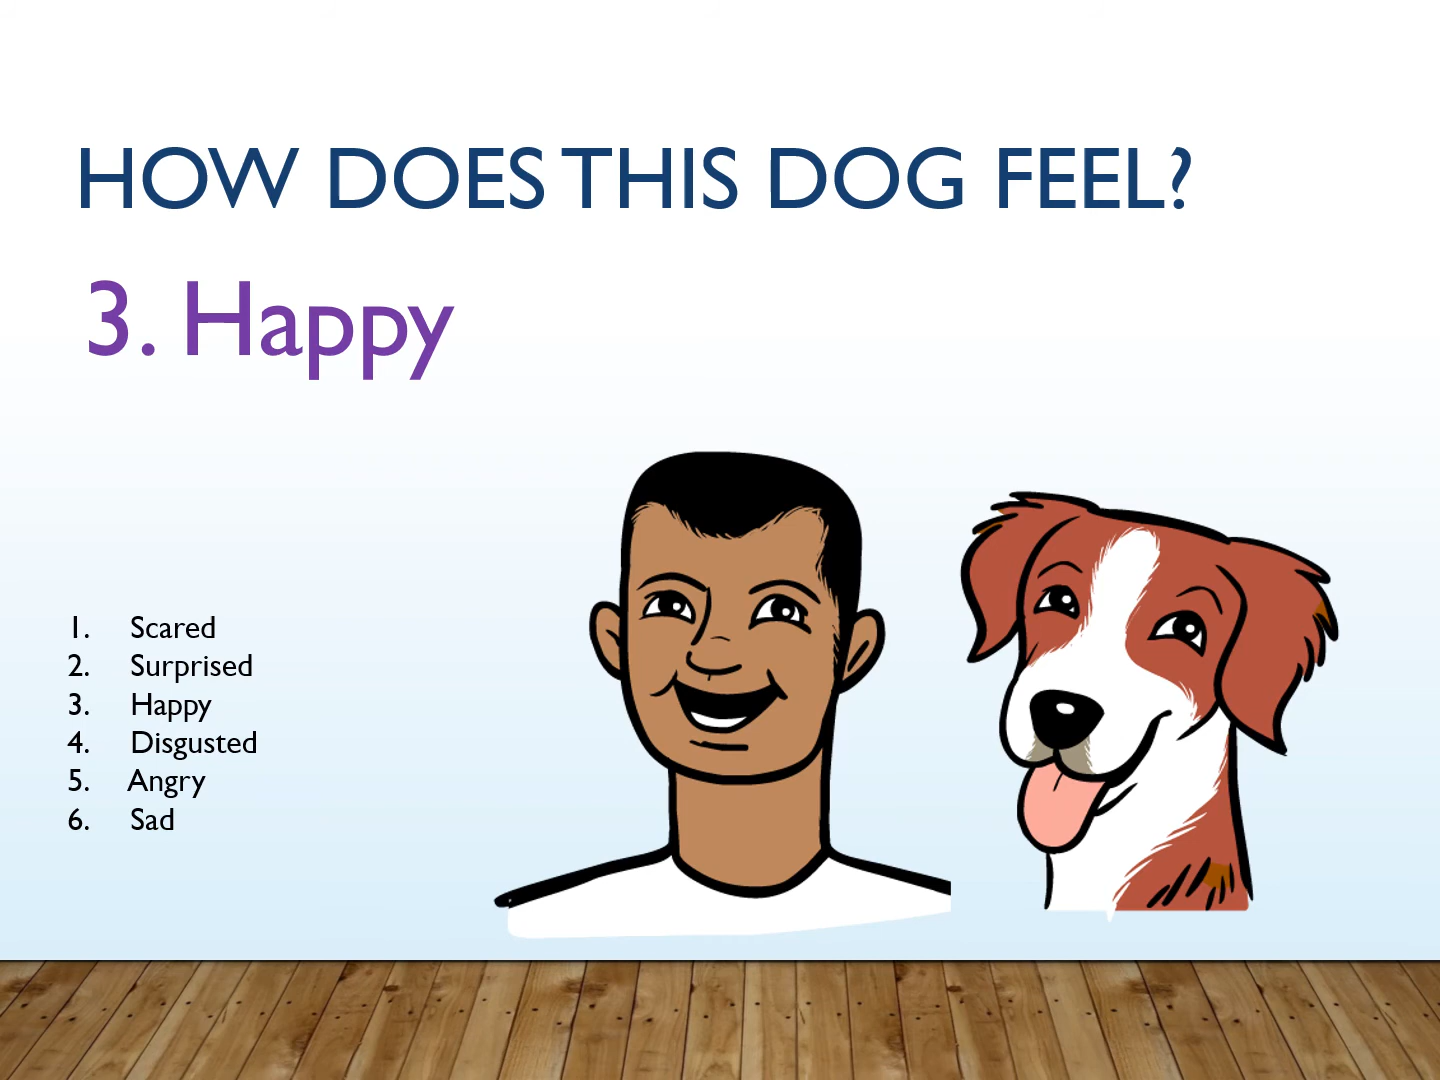 HOW DOES THIS DOG FEEL?
3. Happy
1. Scared
2. Surprised
3. Happy
4. Disgusted
5. Angry
6. Sad